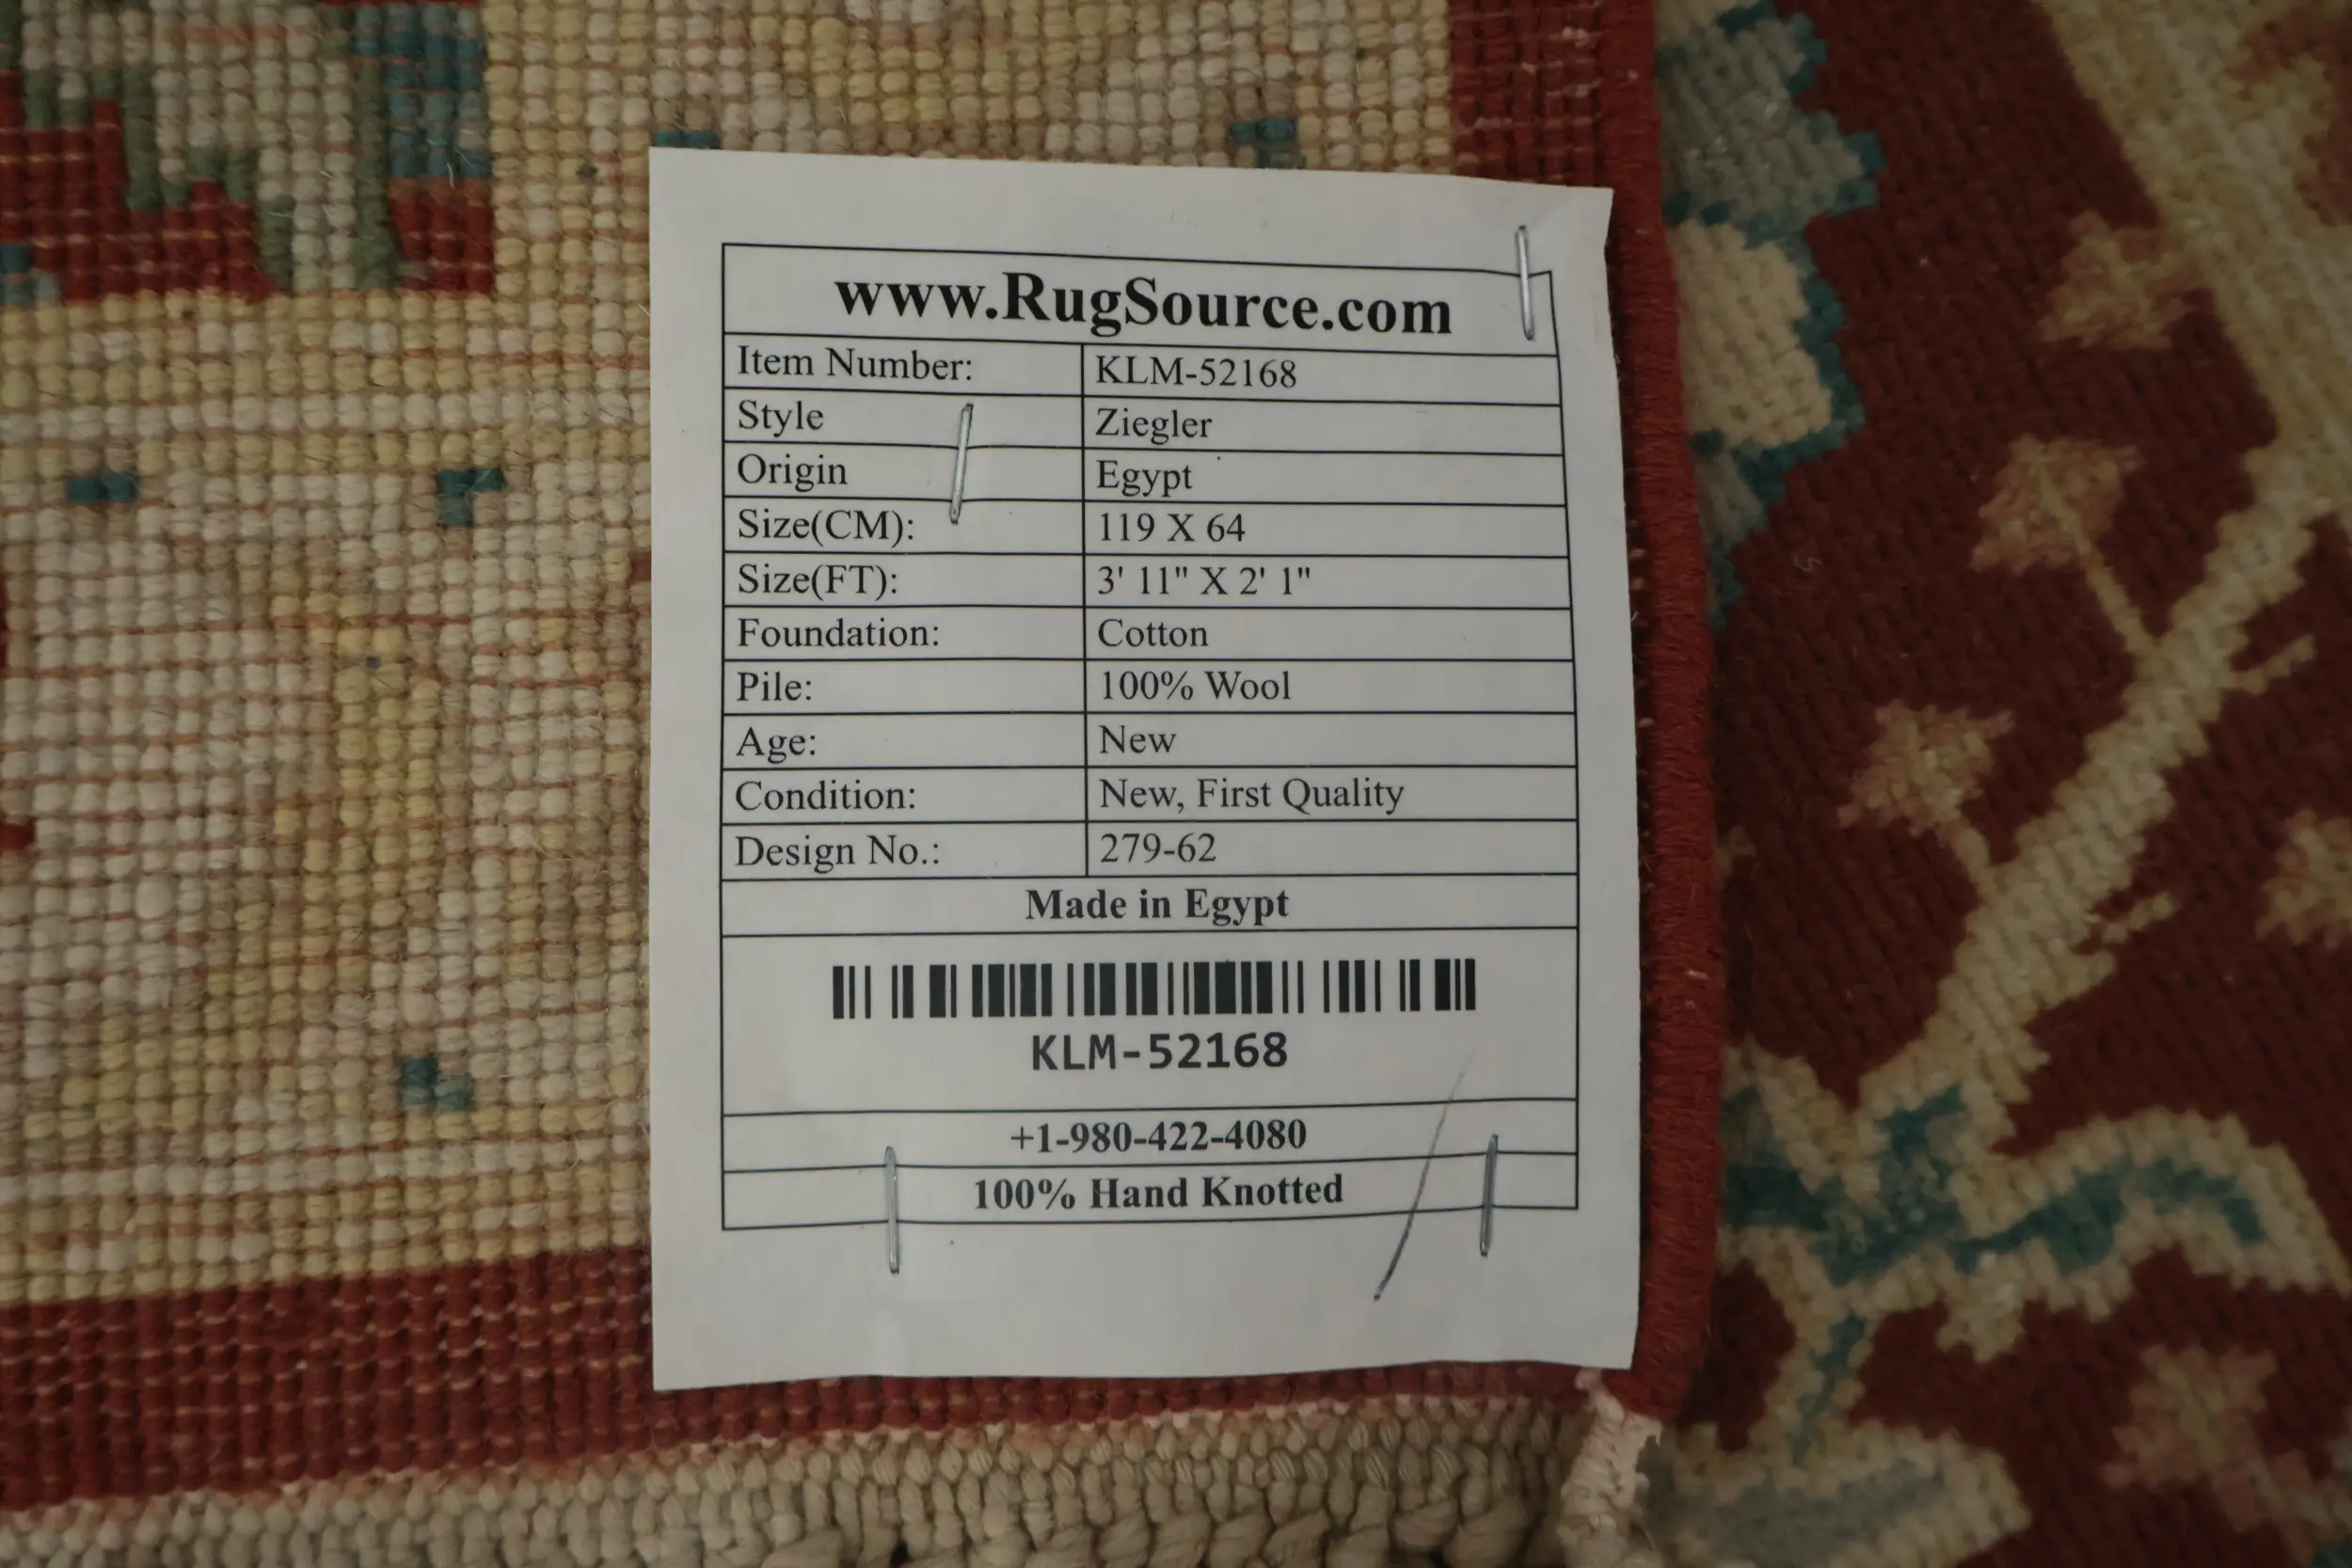 www.RugSource.com
Item Number: KLM-52168
Style Ziegler
Origin Egypt
Size(CM): 119 X 64
Size(FT): 3' 11" X 2' 1"
Foundation: Cotton
Pile: 100% Wool
Age: New
Condition: New, First Quality
Design No.: 279-62
Made in Egypt
KLM-52168
+1-980-422-4080
100% Hand Knotted